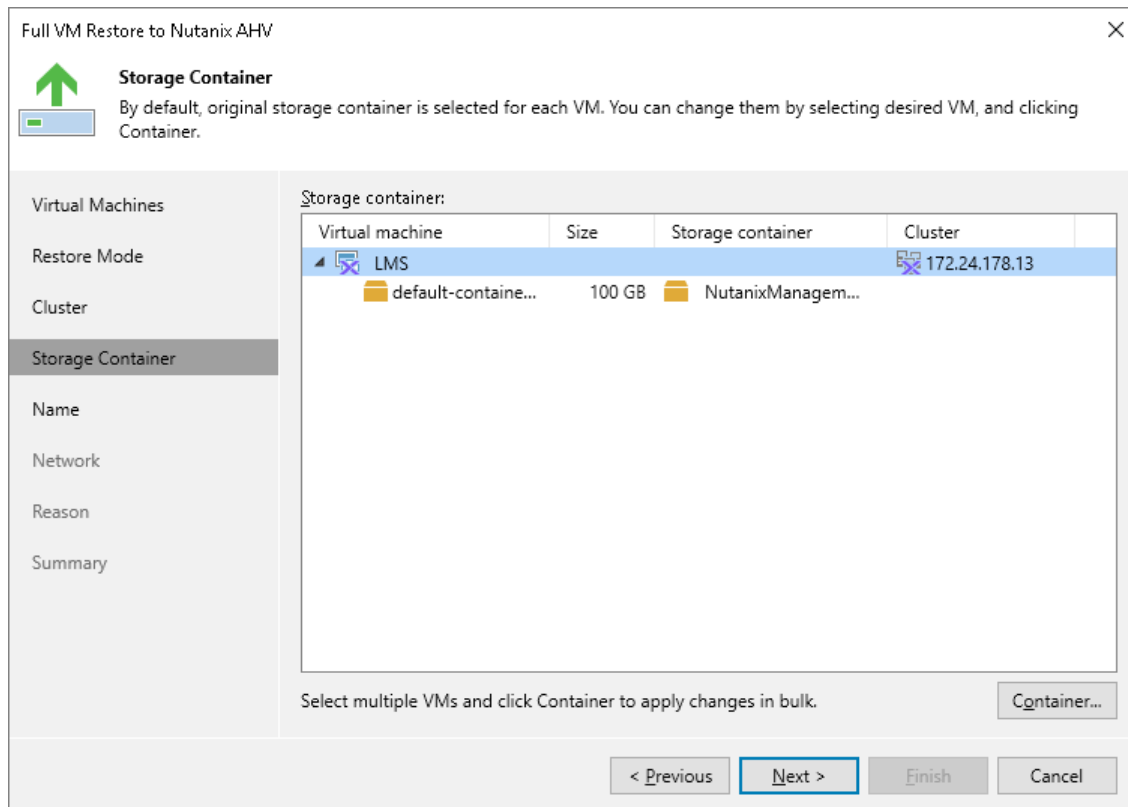 Full VM Restore to Nutanix AHV
Storage Container
By default, original storage container is selected for each VM. You can change them by selecting desired VM, and clicking
Container.
Virtual Machines
Restore Mode
Cluster
Storage Container
Name
Network
Reason
Summary
Storage container:
Virtual machine Size Storage container Cluster
LMS 172.24.178.13
default-containe... 100 GB NutanixManagem...
Select multiple VMs and click Container to apply changes in bulk.
Container...
< Previous Next > Finish Cancel